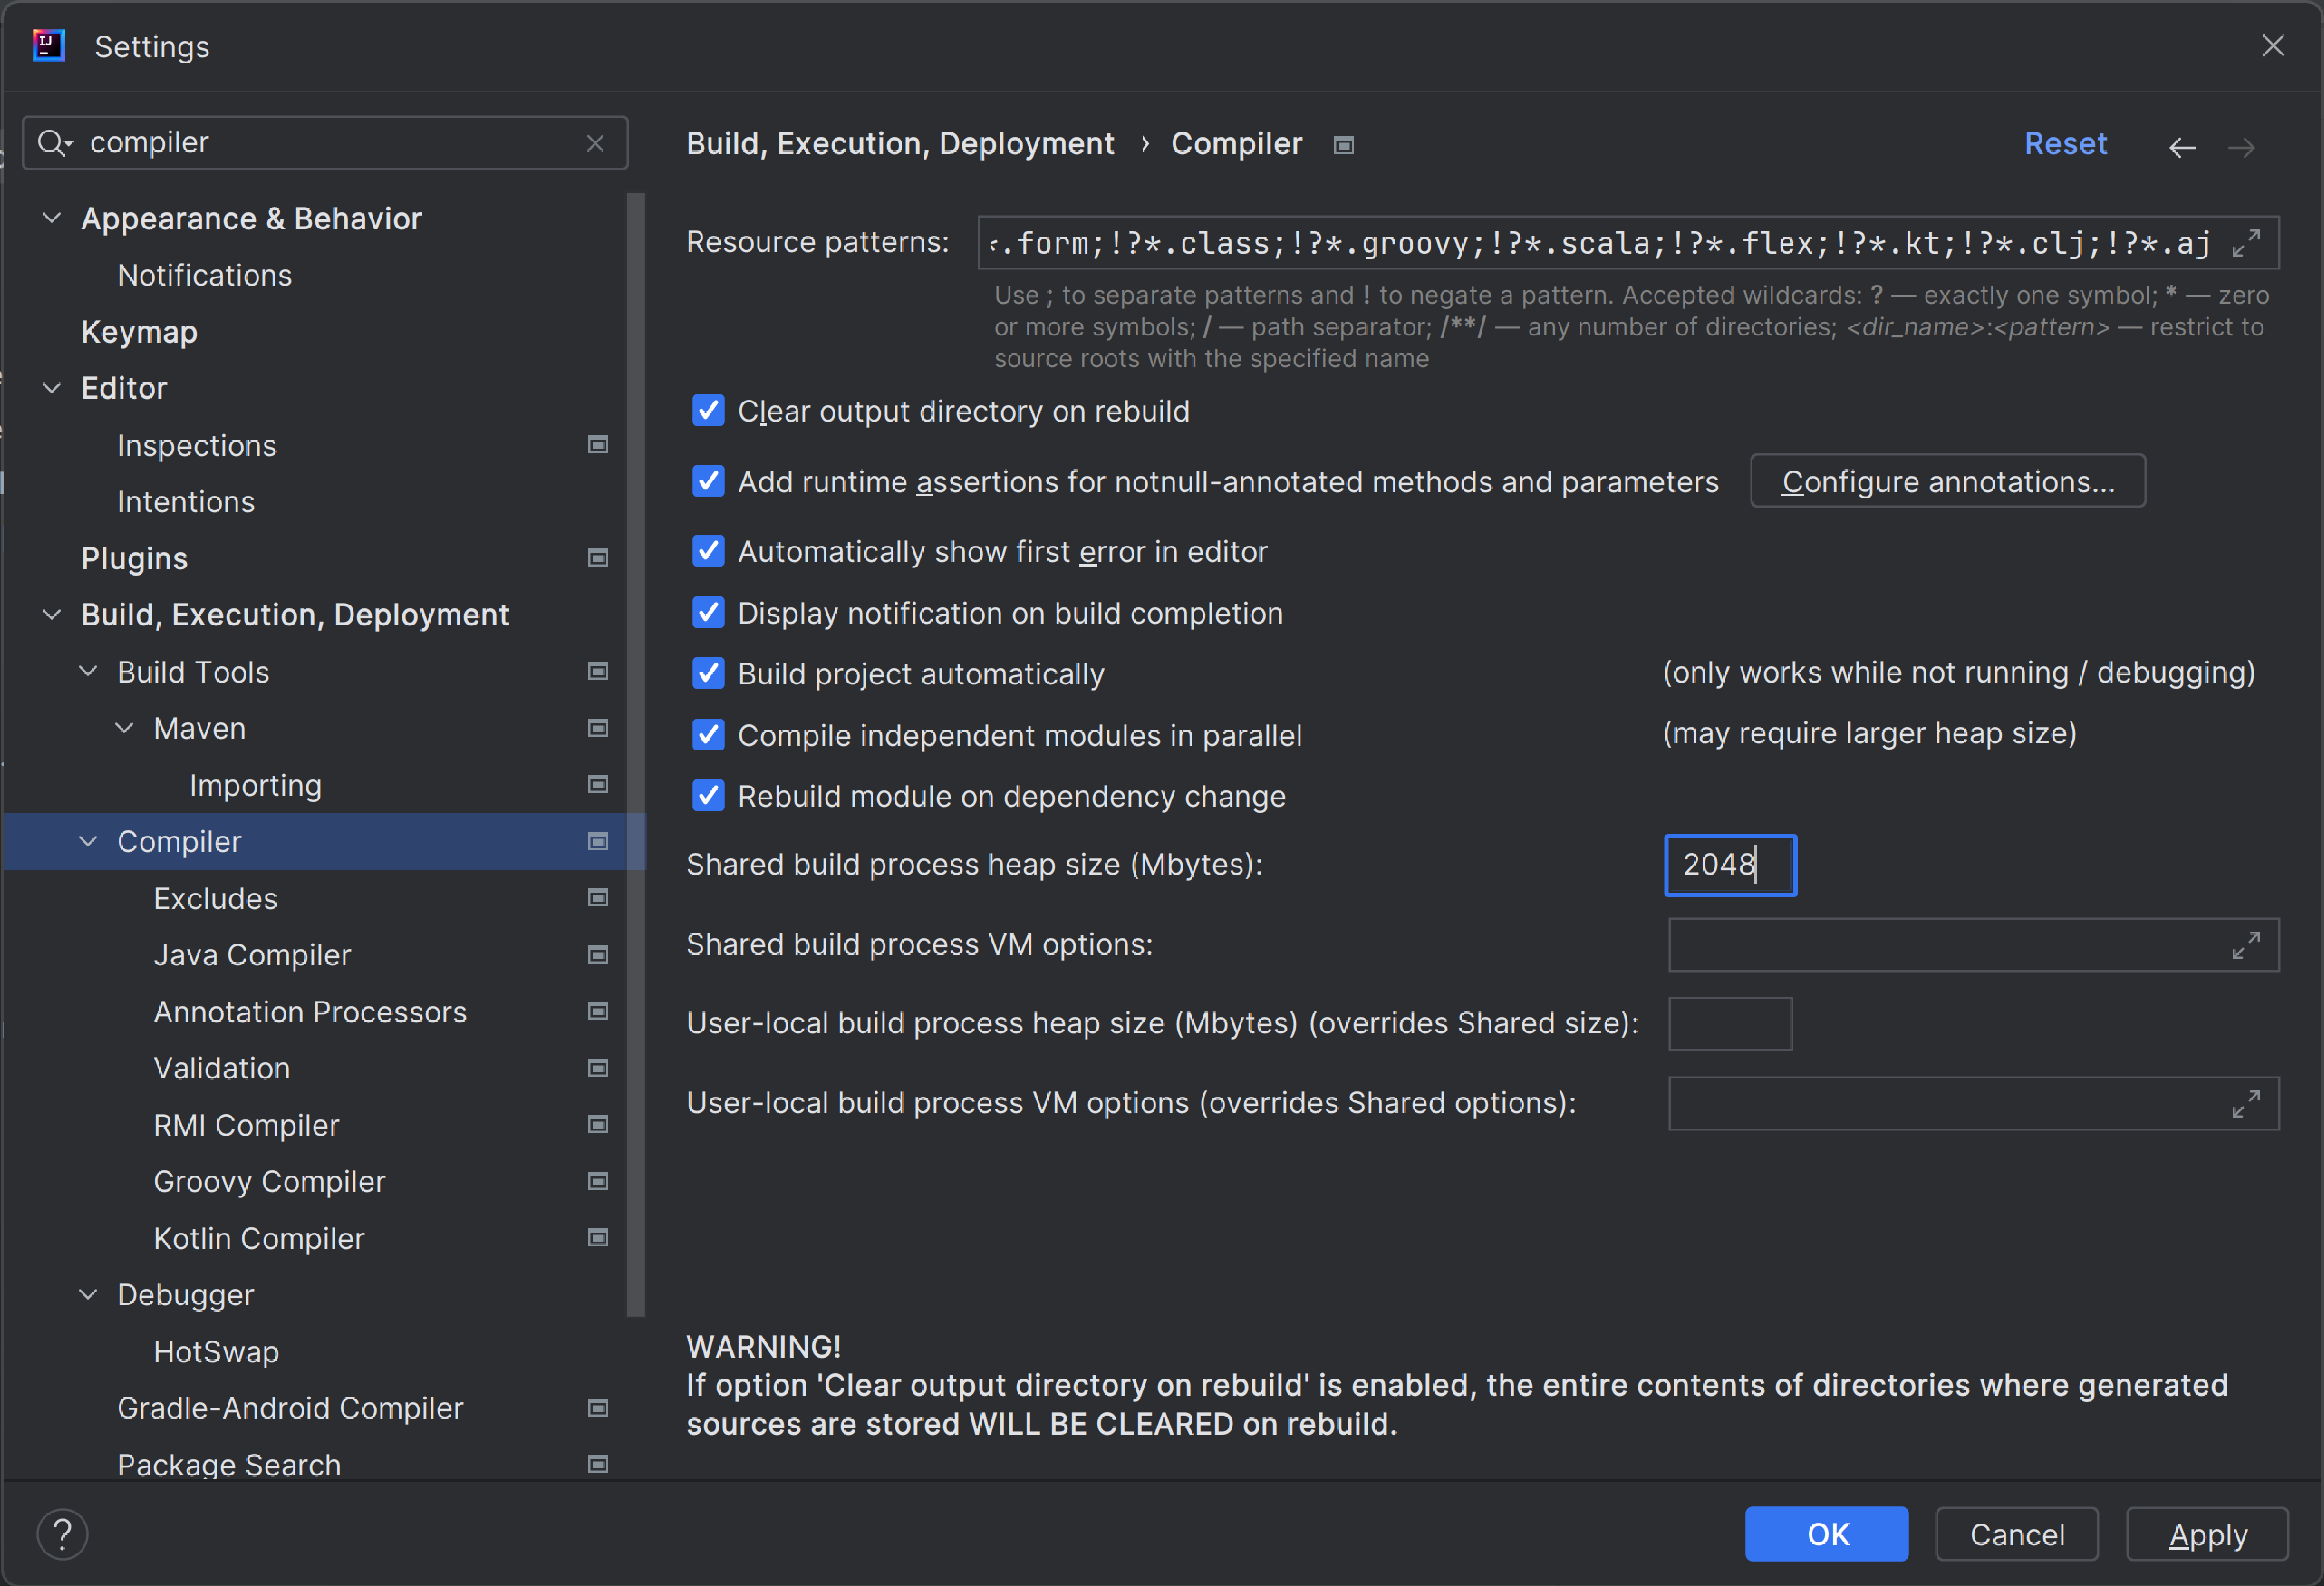 Settings
compiler
Appearance & Behavior
Notifications
Keymap
Editor
Inspections
Intentions
Plugins
Build, Execution, Deployment
Build Tools
Maven
Importing
Compiler
Excludes
Java Compiler
Annotation Processors
Validation
RMI Compiler
Groovy Compiler
Kotlin Compiler
Debugger
HotSwap
Gradle-Android Compiler
Package Search
Build, Execution, Deployment › Compiler
Reset
Resource patterns: .form;!?*.class;!?*.groovy;!?*.scala;!?*.flex;!?*.kt;!?*.clj;!?*.aj
Use ; to separate patterns and ! to negate a pattern. Accepted wildcards: ? — exactly one symbol; * — zero
or more symbols; / — path separator; /**/ — any number of directories; <dir_name>:<pattern> — restrict to
source roots with the specified name
Clear output directory on rebuild
Add runtime assertions for notnull-annotated methods and parameters Configure annotations...
Automatically show first error in editor
Display notification on build completion
Build project automatically (only works while not running / debugging)
Compile independent modules in parallel (may require larger heap size)
Rebuild module on dependency change
Shared build process heap size (Mbytes): 2048
Shared build process VM options:
User-local build process heap size (Mbytes) (overrides Shared size):
User-local build process VM options (overrides Shared options):
WARNING!
If option 'Clear output directory on rebuild' is enabled, the entire contents of directories where generated
sources are stored WILL BE CLEARED on rebuild.
?
OK Cancel Apply